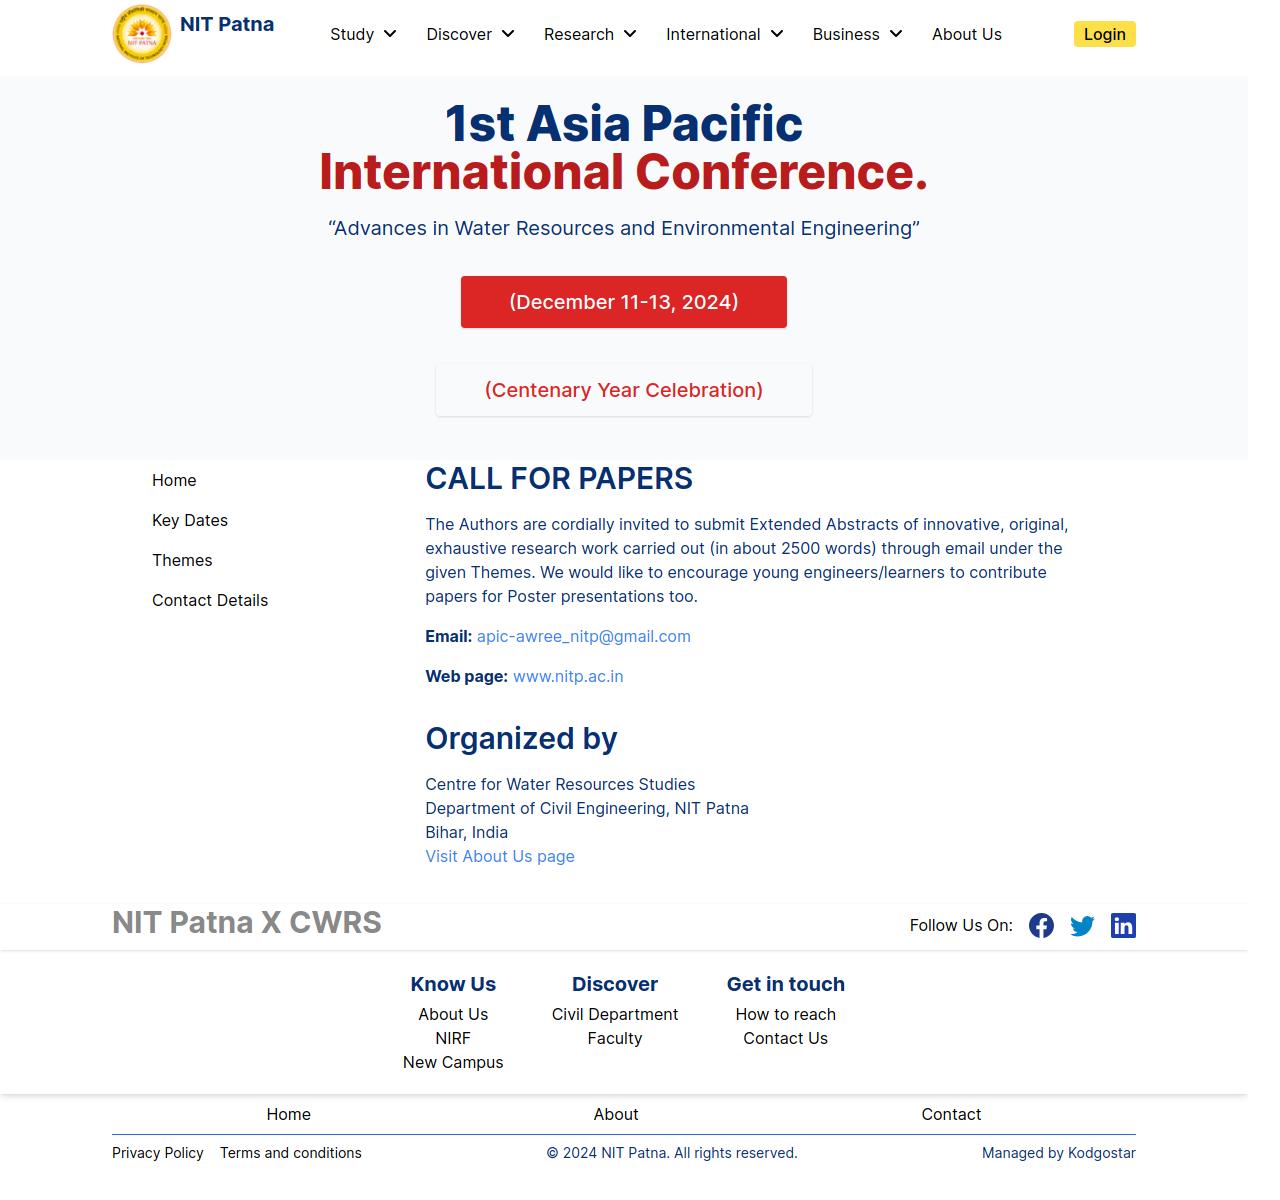 NIT Patna
Study
Discover
Research
International
Business
About Us
Login
1st Asia Pacific
International Conference.
“Advances in Water Resources and Environmental Engineering”
(December 11-13, 2024)
(Centenary Year Celebration)
Home
Key Dates
Themes
Contact Details
CALL FOR PAPERS
The Authors are cordially invited to submit Extended Abstracts of innovative, original,
exhaustive research work carried out (in about 2500 words) through email under the
given Themes. We would like to encourage young engineers/learners to contribute
papers for Poster presentations too.
Email: apic-awree_nitp@gmail.com
Web page: www.nitp.ac.in
Organized by
Centre for Water Resources Studies
Department of Civil Engineering, NIT Patna
Bihar, India
Visit About Us page
NIT Patna X CWRS
Follow Us On:
Know Us
About Us
NIRF
New Campus
Discover
Civil Department
Faculty
Get in touch
How to reach
Contact Us
Home
About
Contact
Privacy Policy
Terms and conditions
© 2024 NIT Patna. All rights reserved.
Managed by Kodgostar